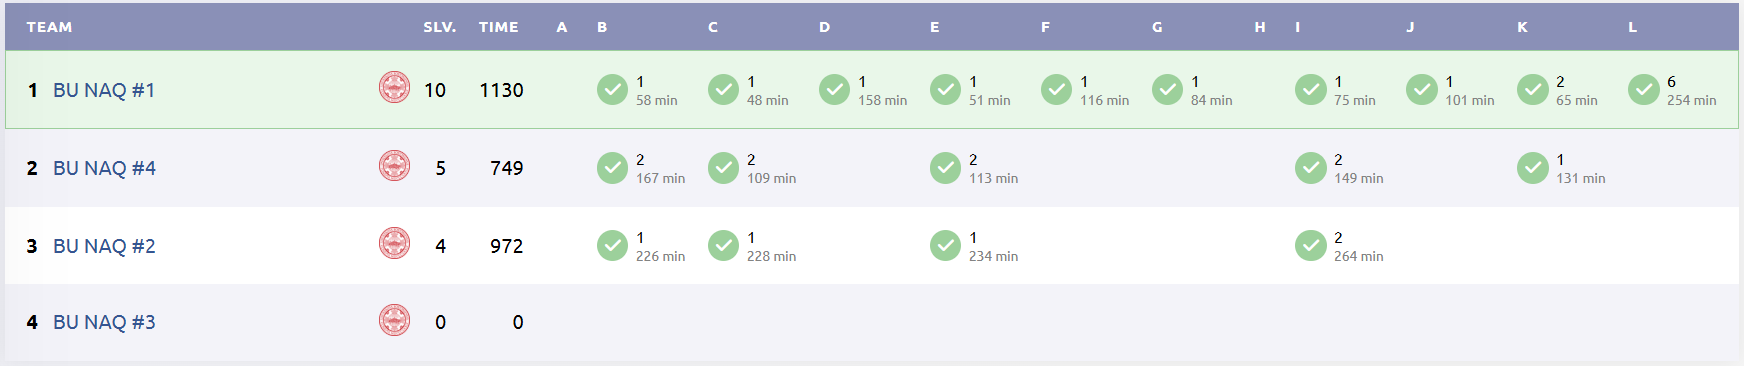 TEAM SLV. TIME A B C D E F G H I J K L
1 BU NAQ #1 10 1130 1 1 1 1 1 1 1 1 2 6
58 min 48 min 158 min 51 min 116 min 84 min 75 min 101 min 65 min 254 min
2 BU NAQ #4 5 749 2 2 2 2 1
167 min 109 min 113 min 149 min 131 min
3 BU NAQ #2 4 972 1 1 1 2
226 min 228 min 234 min 264 min
4 BU NAQ #3 0 0